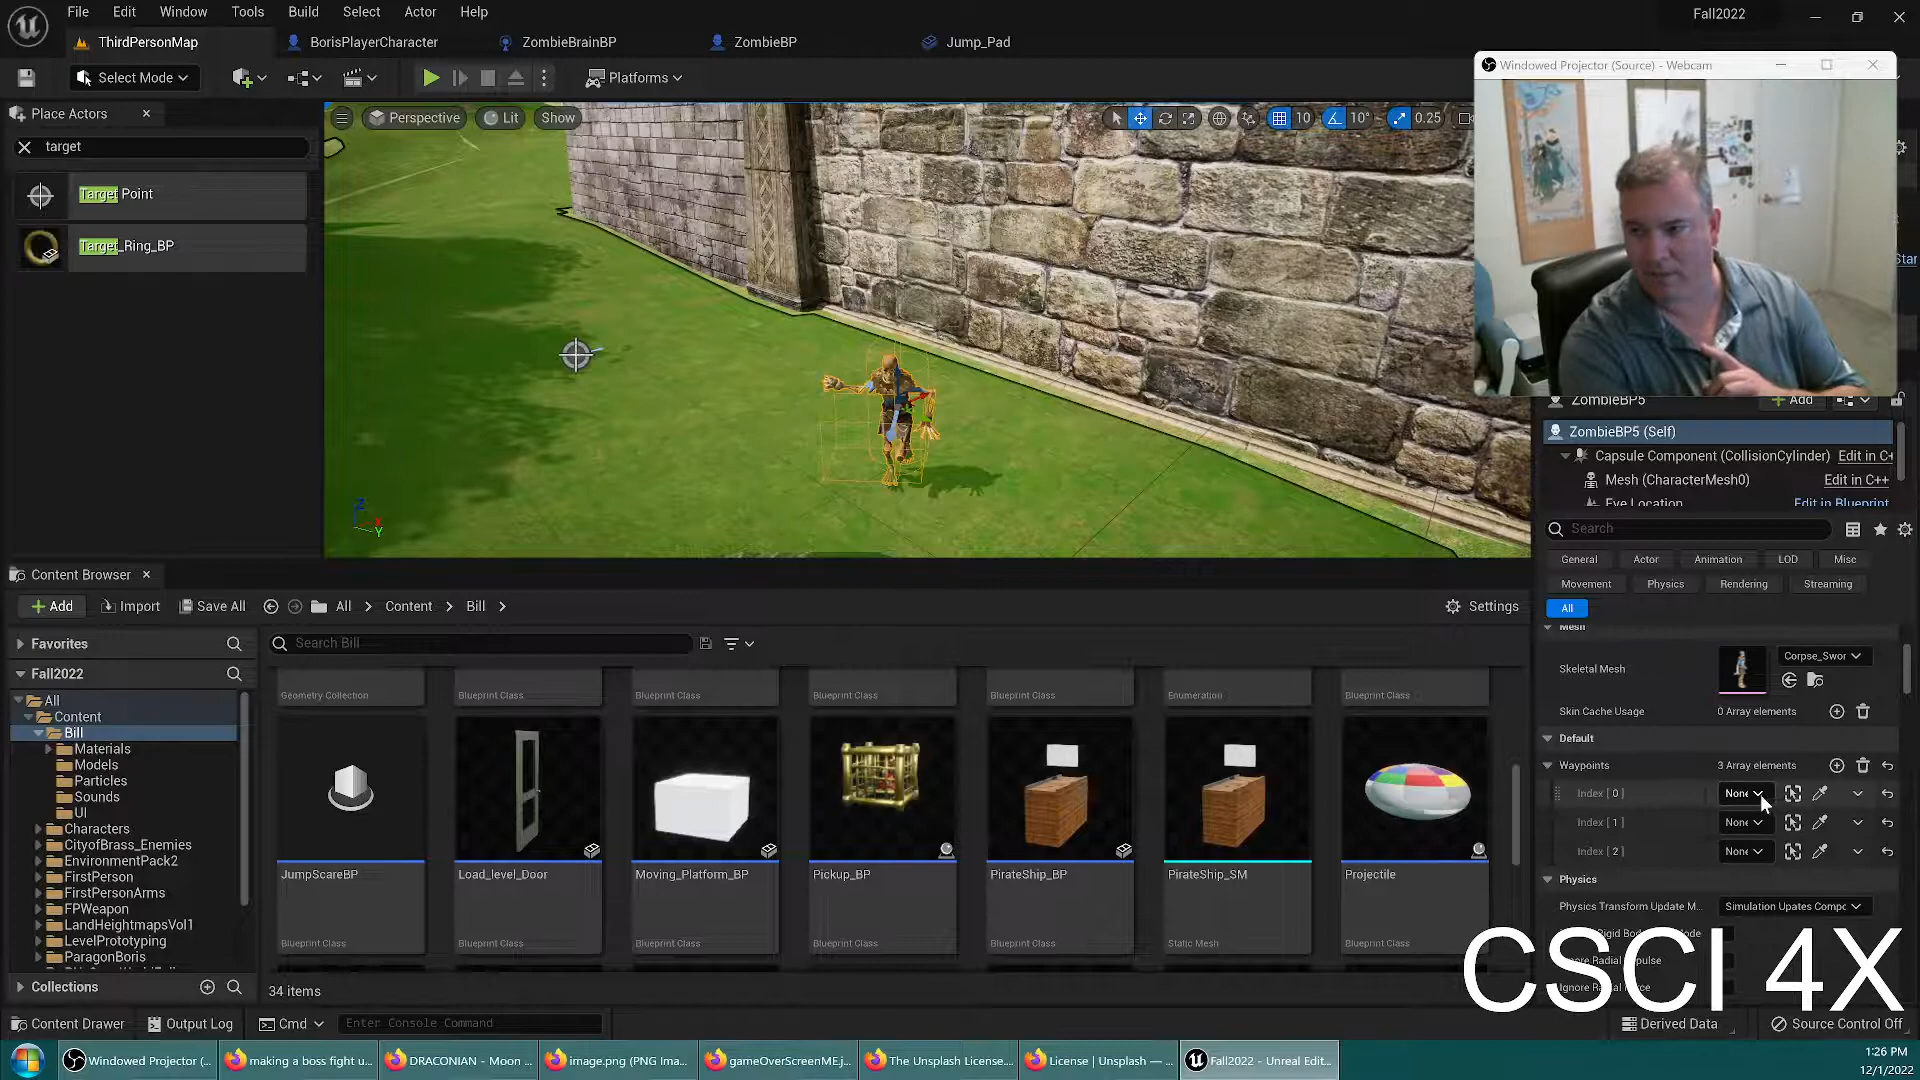 File Edit Window Tools Build Select Actor Help
Fall2022
ThirdPersonMap
BorisPlayerCharacter
ZombieBrainBP
ZombieBP
Jump_Pad
Select Mode
Platforms
Windowed Projector (Source) - Webcam
Place Actors
Perspective
Lit
Show
10
10°
0.25
target
Target Point
Target_Ring_BP
Star
ZombieBP5
Add
ZombieBP5 (Self)
Capsule Component (CollisionCylinder)
Edit in C+
Mesh (CharacterMesh0)
Edit in C++
Eye Location
Edit in Blueprint
Search
General
Actor
Animation
LOD
Misc
Movement
Physics
Rendering
Streaming
All
Mesh
Skeletal Mesh
Corpse_Swor
Skin Cache Usage
0 Array elements
Default
Waypoints
3 Array elements
Index [ 0 ]
None
Index [ 1 ]
None
Index [ 2 ]
None
Physics
Physics Transform Update M...
Simulation Upates Compo
CSCI 4X
Z
X
Y
Content Browser
Add
Import
Save All
All
Content
Bill
Settings
Favorites
Search Bill
Fall2022
All
Content
Bill
Materials
Models
Particles
Sounds
UI
Characters
CityofBrass_Enemies
EnvironmentPack2
FirstPerson
FirstPersonArms
FPWeapon
LandHeightmapsVol1
LevelPrototyping
ParagonBoris
Collections
Geometry Collection
Blueprint Class
Blueprint Class
Blueprint Class
Blueprint Class
Enumeration
Blueprint Class
JumpScareBP
Load_level_Door
Moving_Platform_BP
Pickup_BP
PirateShip_BP
PirateShip_SM
Projectile
Blueprint Class
Blueprint Class
Blueprint Class
Blueprint Class
Blueprint Class
Static Mesh
Blueprint Class
34 items
Content Drawer
Output Log
Cmd
Enter Console Command
Derived Data
Source Control Off
Windowed Projector (...
making a boss fight u...
DRACONIAN - Moon ...
image.png (PNG Ima...
gameOverScreenME.j...
The Unsplash License...
License | Unsplash — ...
Fall2022 - Unreal Edit...
1:26 PM
12/1/2022